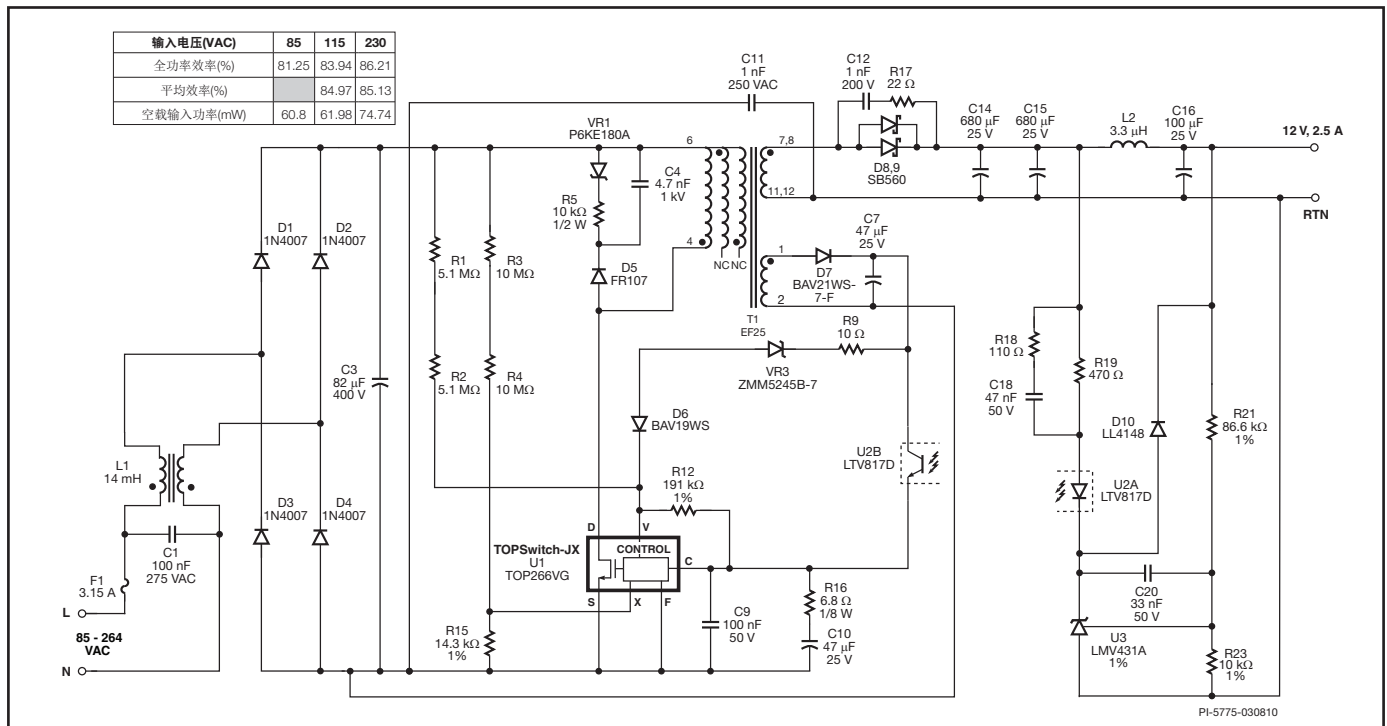 输入电压(VAC) 85 115 230
全功率效率(%) 81.25 83.94 86.21
平均效率(%) 84.97 85.13
空载输入功率(mW) 60.8 61.98 74.74
C11
1 nF
250 VAC
C12
1 nF
200 V
R17
22 Ω
D8,9
SB560
C14
680 µF
25 V
C15
680 µF
25 V
L2
3.3 µH
C16
100 µF
25 V
12 V, 2.5 A
RTN
VR1
P6KE180A
C4
4.7 nF
1 kV
R5
10 kΩ
1/2 W
D5
FR107
6
4
NC NC
7,8
11,12
1
2
T1
EF25
D7
BAV21WS-
7-F
C7
47 µF
25 V
D1
1N4007
D2
1N4007
R1
5.1 MΩ
R3
10 MΩ
R2
5.1 MΩ
R4
10 MΩ
C3
82 µF
400 V
R9
10 Ω
VR3
ZMM5245B-7
D6
BAV19WS
R12
191 kΩ
1%
U2B
LTV817D
R18
110 Ω
C18
47 nF
50 V
R19
470 Ω
D10
LL4148
R21
86.6 kΩ
1%
U2A
LTV817D
L1
14 mH
D3
1N4007
D4
1N4007
C1
100 nF
275 VAC
F1
3.15 A
L
85 - 264
VAC
N
TOPSwitch-JX
U1
TOP266VG
D
V
CONTROL
C
S
X
F
R15
14.3 kΩ
1%
C9
100 nF
50 V
R16
6.8 Ω
1/8 W
C10
47 µF
25 V
C20
33 nF
50 V
U3
LMV431A
1%
R23
10 kΩ
1%
PI-5775-030810